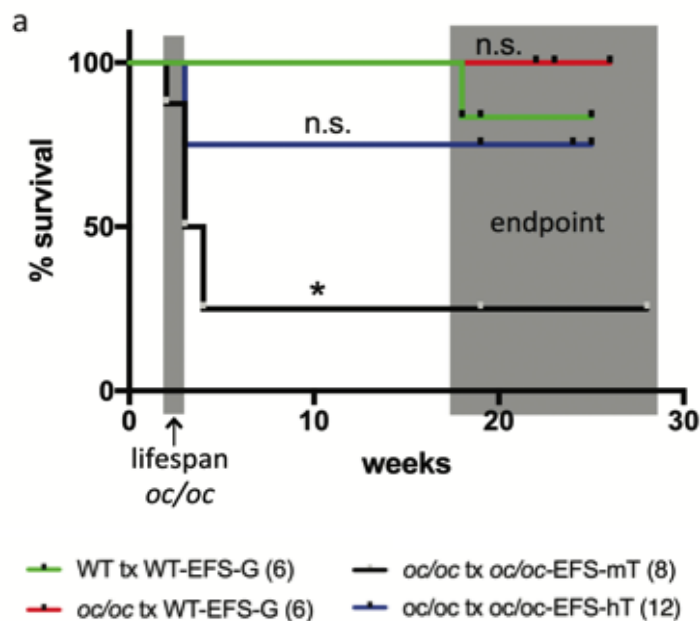 a
n.s.
100
n.s.
% survival
50
endpoint
*
0
0 10 20 30
lifespan
oc/oc
weeks
WT tx WT-EFS-G (6)
oc/oc tx oc/oc-EFS-mT (8)
oc/oc tx WT-EFS-G (6)
oc/oc tx oc/oc-EFS-hT (12)